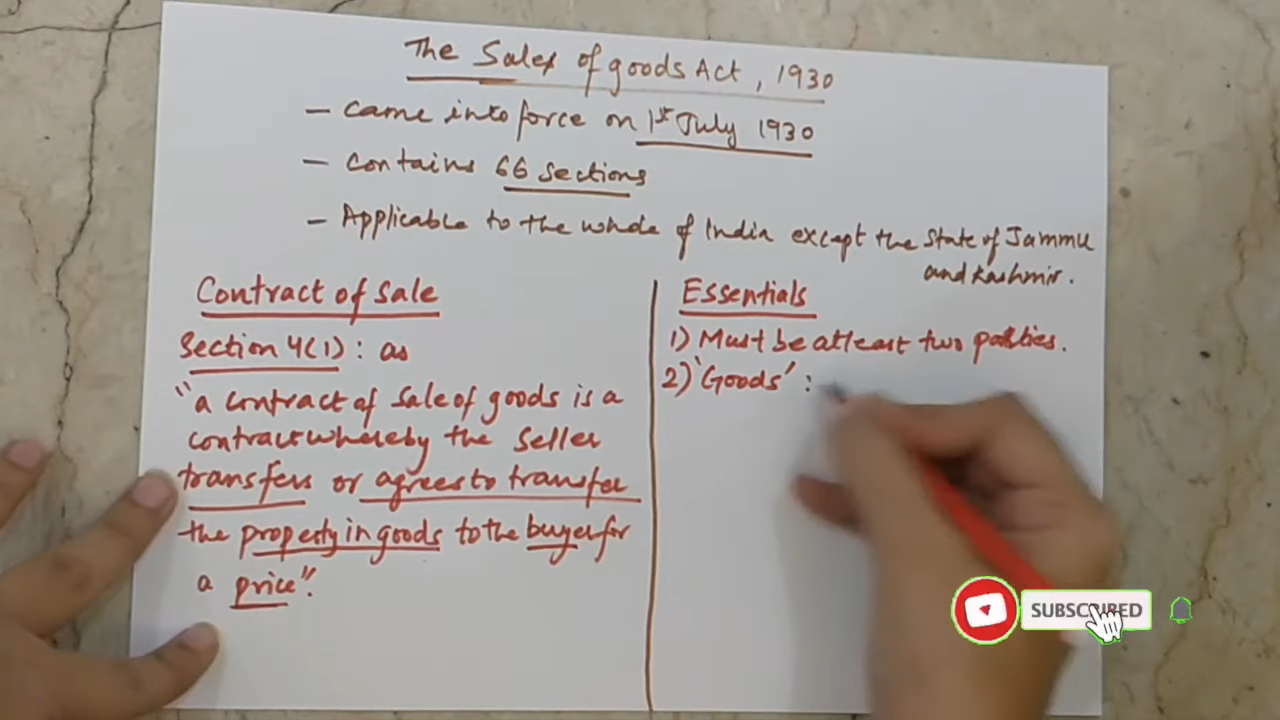 The Sales of goods Act, 1930
- came into force on 1st July 1930
- contains 66 sections
- Applicable to the whole of India except the state of Jammu
and Kashmir.
Contract of sale
Section 4(1) : as
"a contract of sale of goods is a
contract whereby the seller
transfers or agrees to transfer
the property in goods to the buyer for
a price".
Essentials
1) Must be atleast two parties.
2) 'Goods' :
SUBSCRIBED